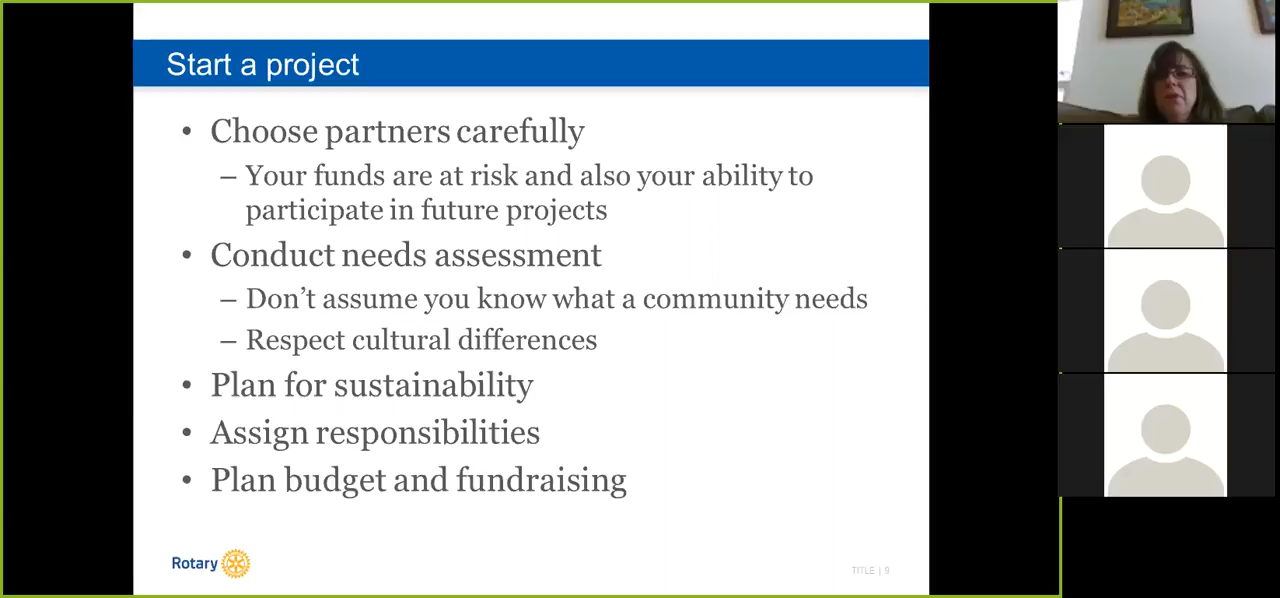 Start a project
• Choose partners carefully
– Your funds are at risk and also your ability to
participate in future projects
• Conduct needs assessment
– Don’t assume you know what a community needs
– Respect cultural differences
• Plan for sustainability
• Assign responsibilities
• Plan budget and fundraising
Rotary
TITLE | 9